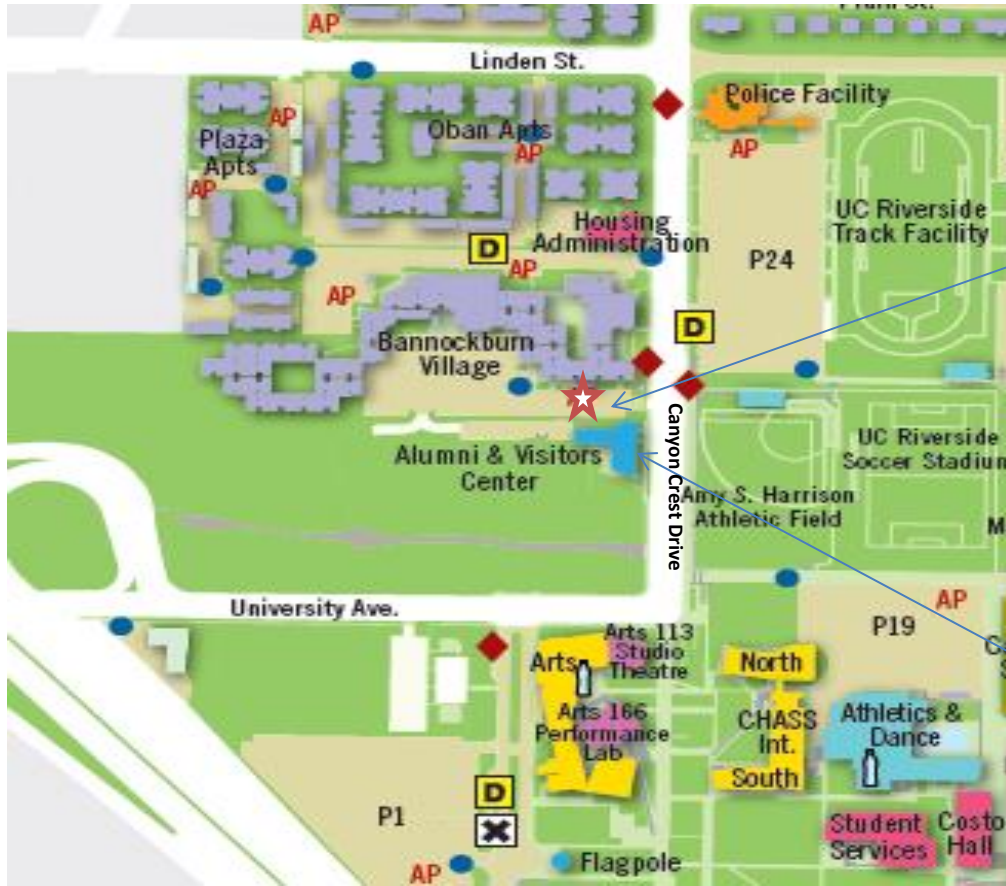 AP
Linden St.
Police Facility
AP
Oban Apts
Plaza
Apts
AP
AP
AP
UC Riverside
Track Facility
Housing
Administration
D
P24
AP
AP
D
Bannockburn
Village
Canyon Crest Drive
Alumni & Visitors
Center
UC Riverside
Soccer Stadium
Amy S. Harrison
Athletic Field
M
University Ave.
AP
P19
Arts 113
Studio
Theatre
Arts
North
Arts 166
Performance
Lab
CHASS
Int.
Athletics &
Dance
South
D
P1
Student
Services
Costo
Hall
Flagpole
AP